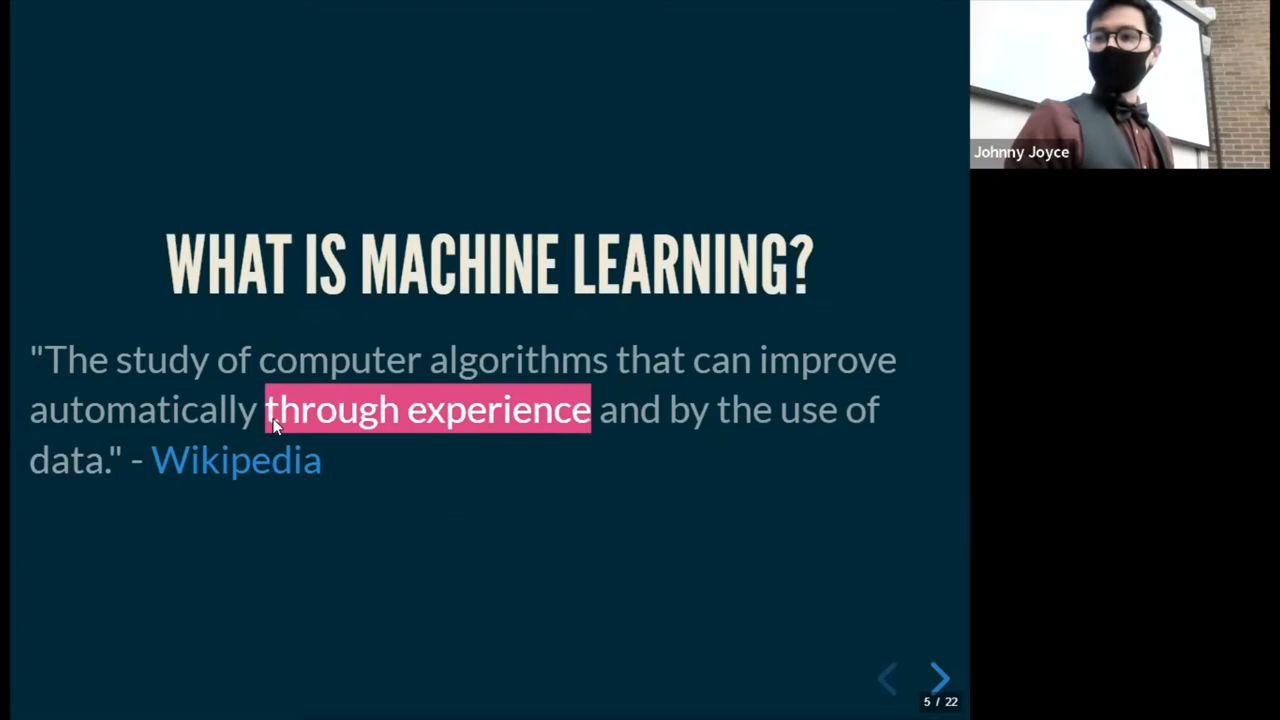 WHAT IS MACHINE LEARNING?
"The study of computer algorithms that can improve
automatically through experience and by the use of
data." - Wikipedia
Johnny Joyce
5 / 22